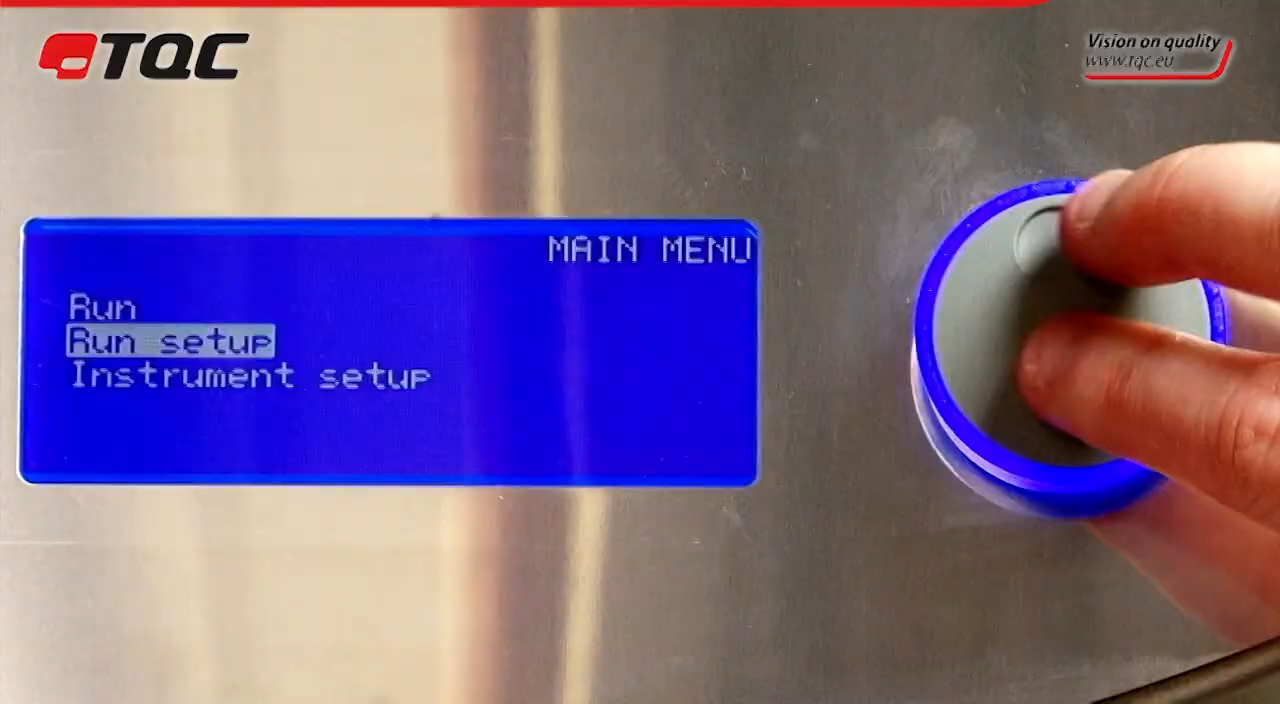 TQC
Vision on quality
www.tqc.eu
MAIN MENU
Run
Run setup
Instrument setup